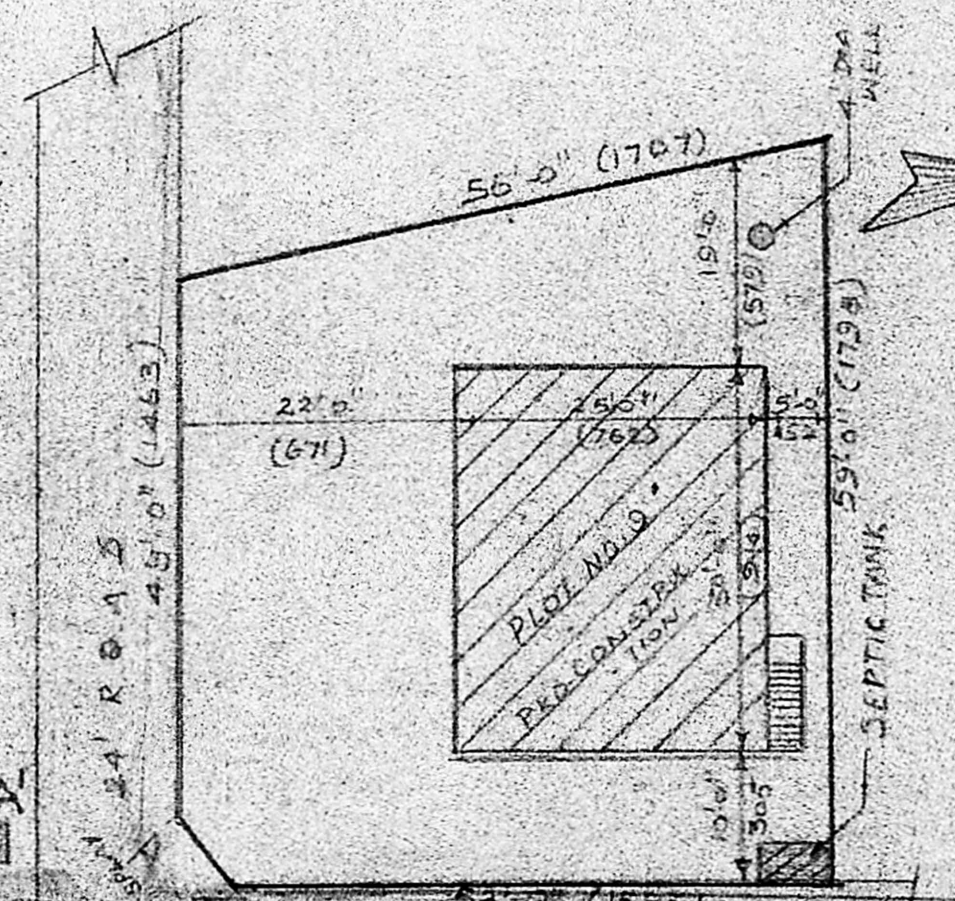 4' DIA
WELL
56'-0" (1707)
19'-0"
(579)
22'-0"
(671)
25'-0"
(762)
5'-0"
48'-0" (1463)
59'-0" (1798)
PLOT NO. 9
PRO-CONSTRUK
-TION
30'-0"
(914)
24' ROAD
SEPTIC TANK
10'-0"
305
SPLAY